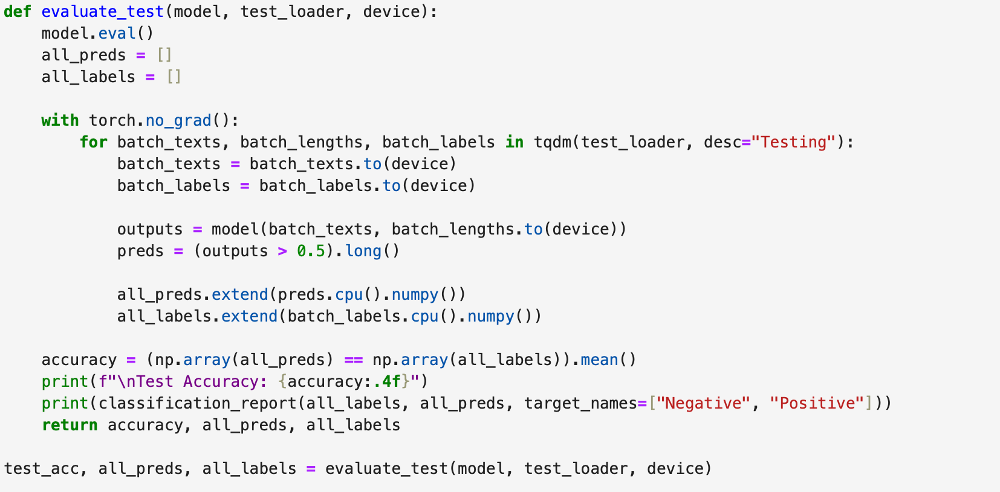 def evaluate_test(model, test_loader, device):
    model.eval()
    all_preds = []
    all_labels = []

    with torch.no_grad():
        for batch_texts, batch_lengths, batch_labels in tqdm(test_loader, desc="Testing"):
            batch_texts = batch_texts.to(device)
            batch_labels = batch_labels.to(device)

            outputs = model(batch_texts, batch_lengths.to(device))
            preds = (outputs > 0.5).long()

            all_preds.extend(preds.cpu().numpy())
            all_labels.extend(batch_labels.cpu().numpy())

    accuracy = (np.array(all_preds) == np.array(all_labels)).mean()
    print(f"\nTest Accuracy: {accuracy:.4f}")
    print(classification_report(all_labels, all_preds, target_names=["Negative", "Positive"]))
    return accuracy, all_preds, all_labels

test_acc, all_preds, all_labels = evaluate_test(model, test_loader, device)